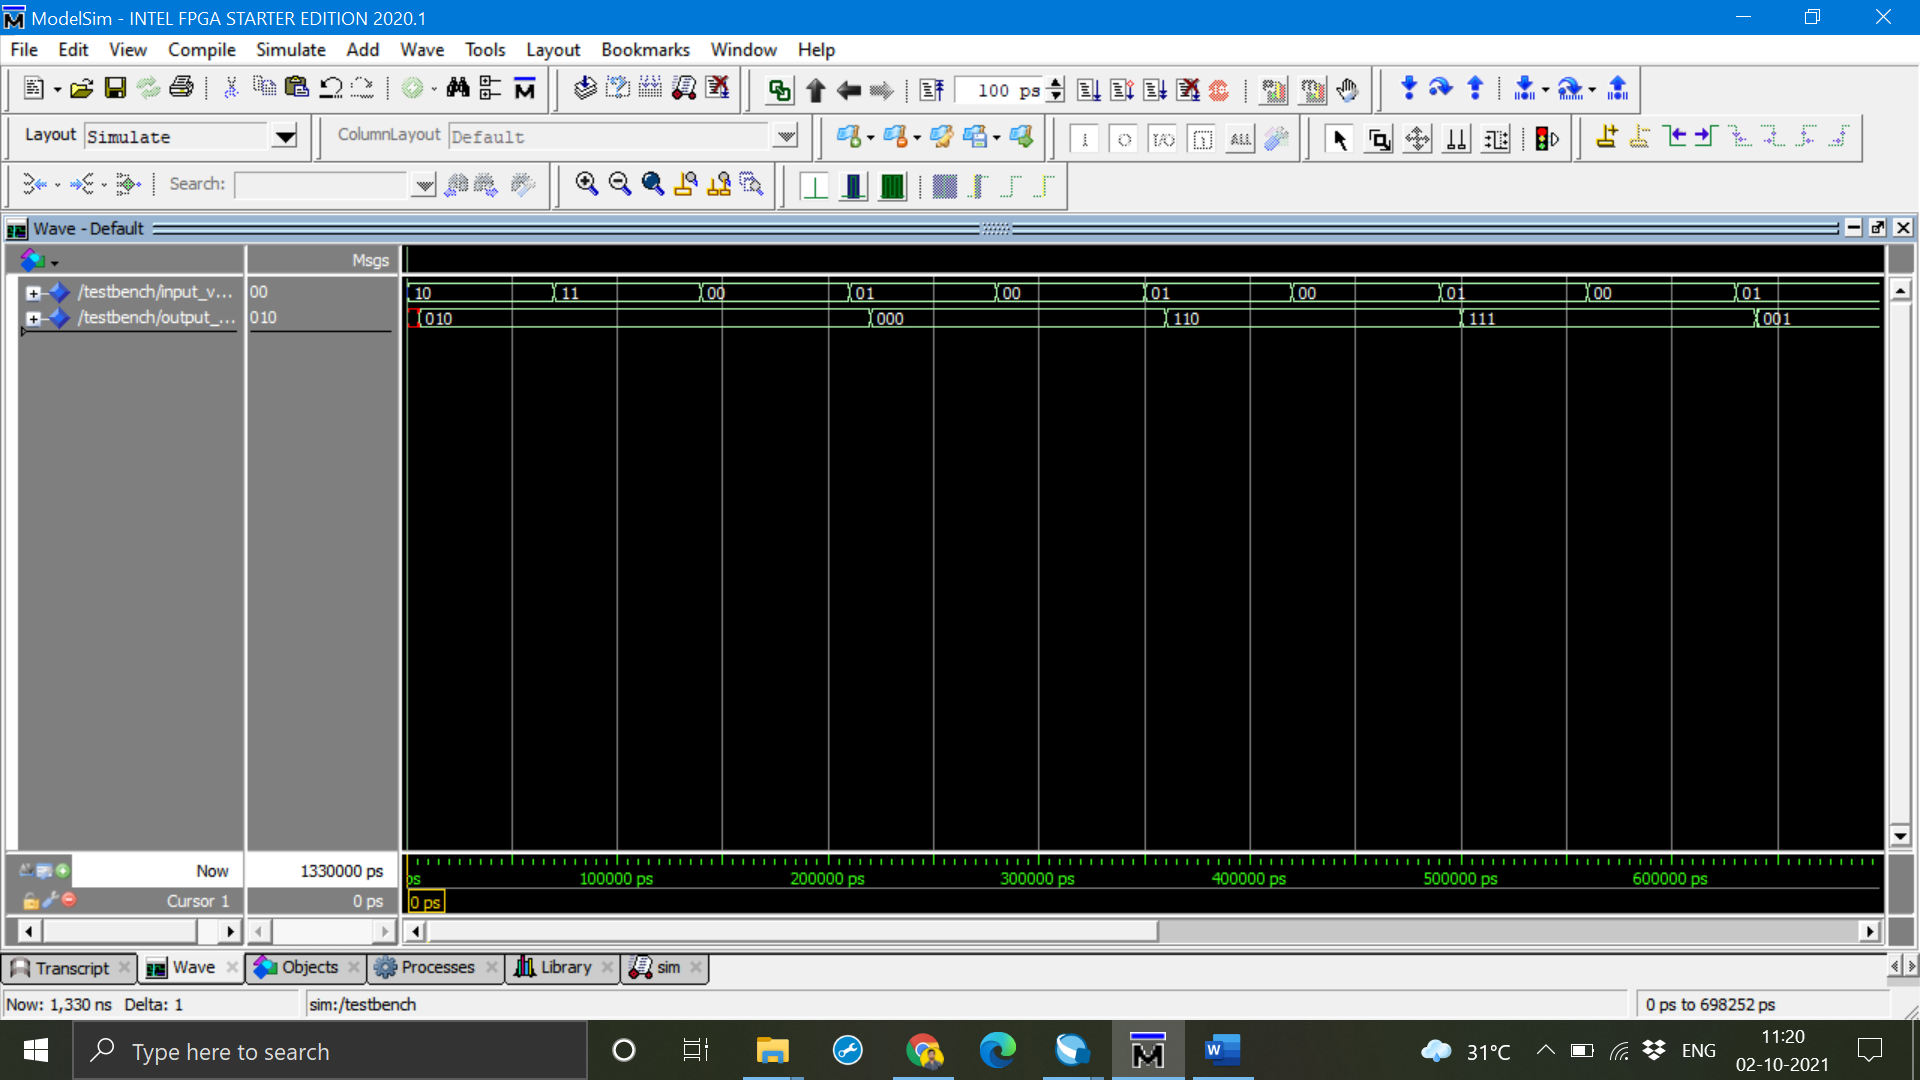 ModelSim - INTEL FPGA STARTER EDITION 2020.1
File Edit View Compile Simulate Add Wave Tools Layout Bookmarks Window Help
100 ps
Layout Simulate ColumnLayout Default
ALL
Search:
Wave - Default
Msgs
/testbench/input_v... 00 10 11 00 01 00 01 00 01 00 01
/testbench/output_... 010 010 000 110 111 001
Now 1330000 ps ps 100000 ps 200000 ps 300000 ps 400000 ps 500000 ps 600000 ps
Cursor 1 0 ps 0 ps
Transcript Wave Objects Processes Library sim
Now: 1,330 ns Delta: 1 sim:/testbench 0 ps to 698252 ps
Type here to search 31°C ENG 11:20
02-10-2021